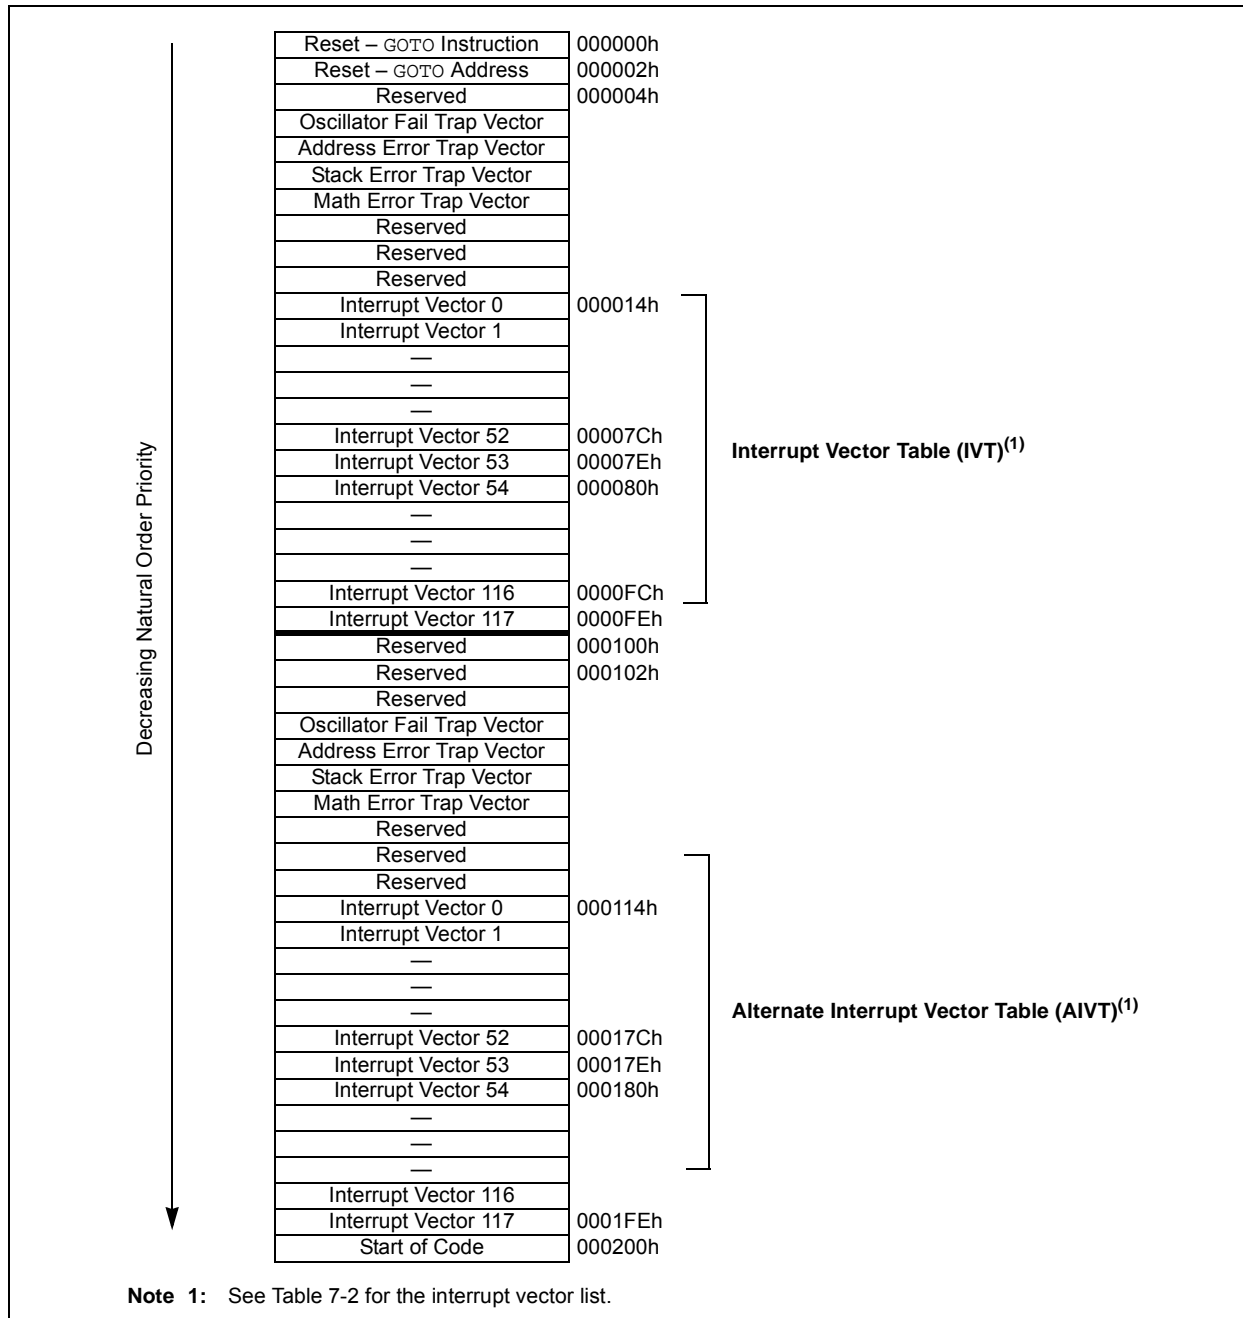 Reset – GOTO Instruction 000000h
Reset – GOTO Address 000002h
Reserved 000004h
Oscillator Fail Trap Vector
Address Error Trap Vector
Stack Error Trap Vector
Math Error Trap Vector
Reserved
Reserved
Reserved
Interrupt Vector 0 000014h
Interrupt Vector 1
—
—
—
Interrupt Vector 52 00007Ch
Interrupt Vector 53 00007Eh
Interrupt Vector 54 000080h
—
—
—
Interrupt Vector 116 0000FCh
Interrupt Vector 117 0000FEh
Reserved 000100h
Reserved 000102h
Reserved
Oscillator Fail Trap Vector
Address Error Trap Vector
Stack Error Trap Vector
Math Error Trap Vector
Reserved
Reserved
Reserved
Interrupt Vector 0 000114h
Interrupt Vector 1
—
—
—
Interrupt Vector 52 00017Ch
Interrupt Vector 53 00017Eh
Interrupt Vector 54 000180h
—
—
—
Interrupt Vector 116
Interrupt Vector 117 0001FEh
Start of Code 000200h
Decreasing Natural Order Priority
Interrupt Vector Table (IVT)(1)
Alternate Interrupt Vector Table (AIVT)(1)
Note 1: See Table 7-2 for the interrupt vector list.